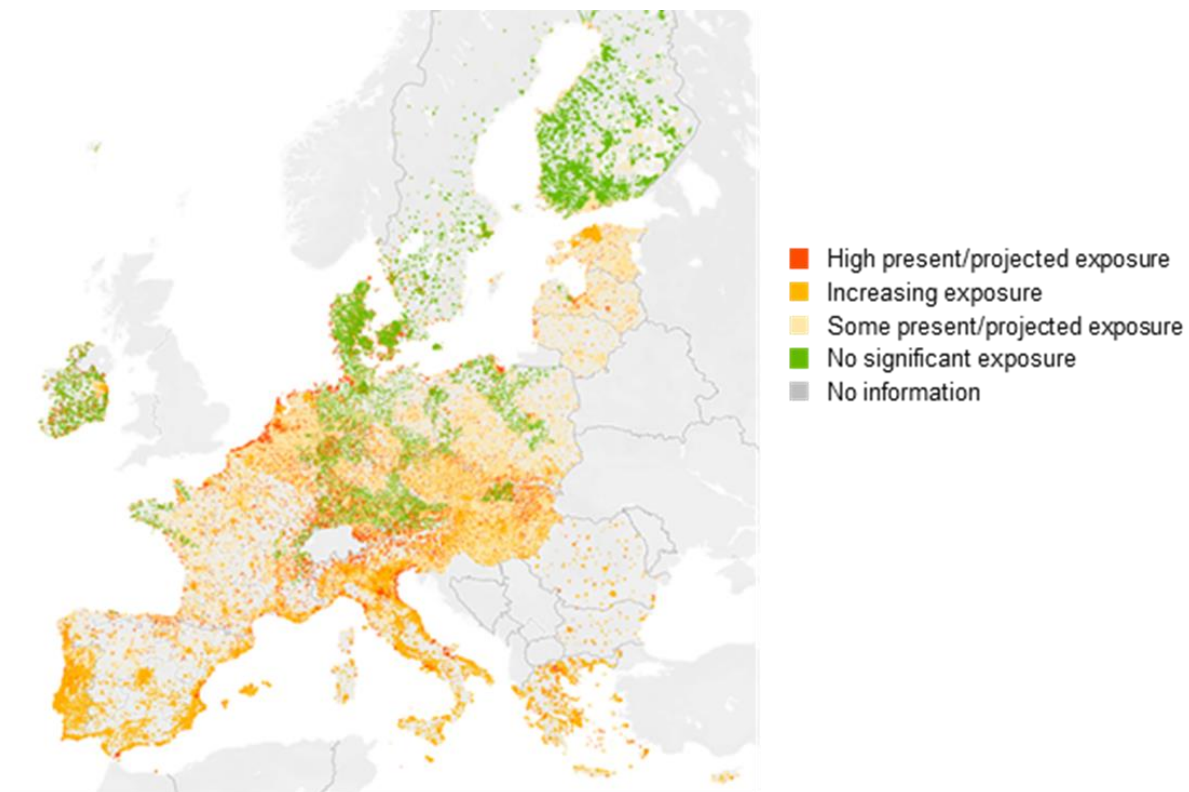 High present/projected exposure
Increasing exposure
Some present/projected exposure
No significant exposure
No information